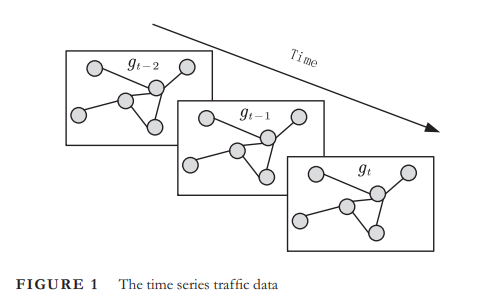 g_{t-2}
Time
g_{t-1}
g_t
FIGURE 1 The time series traffic data